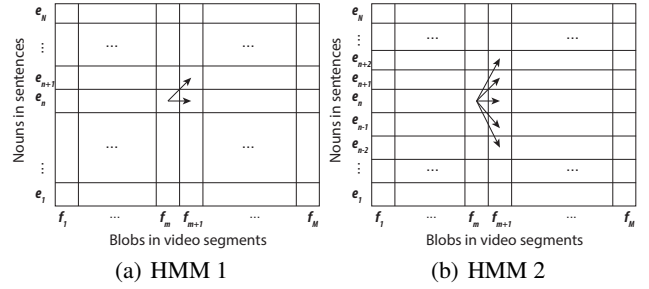 e_N
...
...
⋮
e_{n+1}
e_n
...
...
⋮
e_1
Nouns in sentences
f_1 ... f_m f_{m+1} ... f_M
Blobs in video segments
(a) HMM 1
e_N
⋮
...
...
e_{n+2}
e_{n+1}
e_n
e_{n-1}
e_{n-2}
⋮
...
...
e_1
Nouns in sentences
f_1 ... f_m f_{m+1} ... f_M
Blobs in video segments
(b) HMM 2